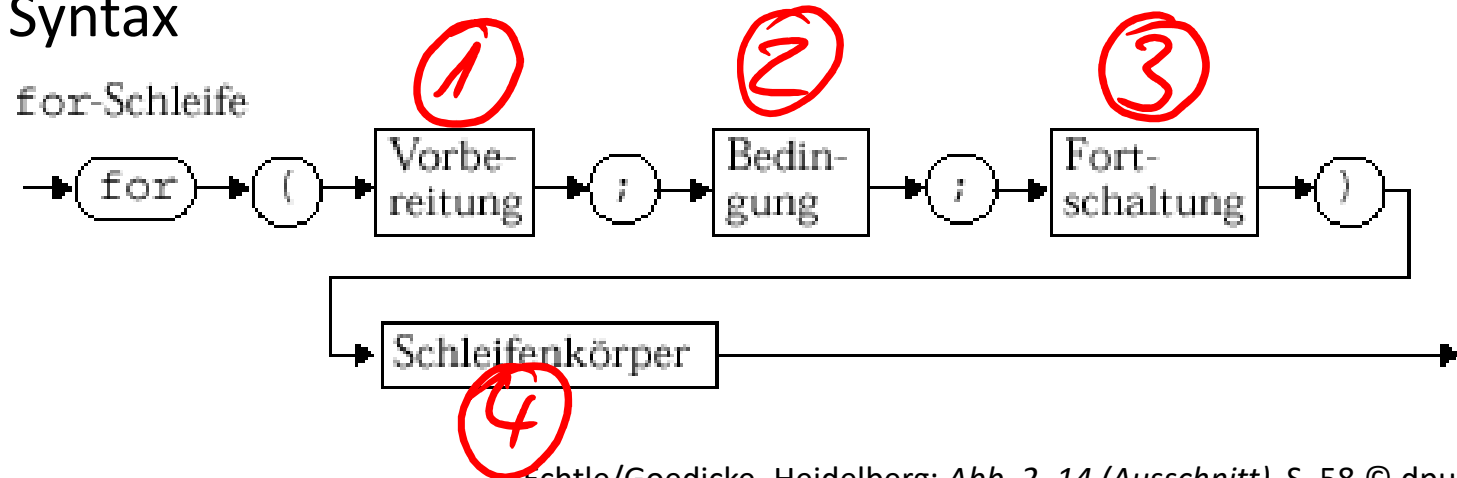 Syntax
1 2 3
for-Schleife
for ( Vorbe- ; Bedin- ; Fort- )
reitung gung schaltung
Schleifenkörper
4
Echtle/Goedicke, Heidelberg: Abb. 2-14 (Ausschnitt), S. 58 © dpu